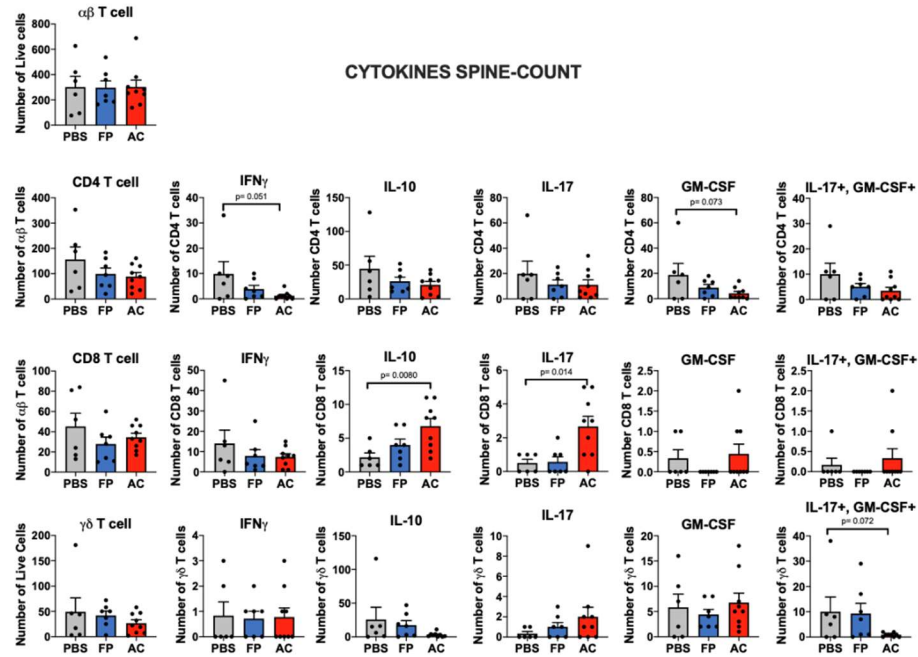 αβ T cell
Number of Live cells
800
600
400
200
0
PBS FP AC
CYTOKINES SPINE-COUNT
CD4 T cell
Number of αβ T cells
400
300
200
100
0
PBS FP AC
IFNγ
p= 0.051
Number of CD4 T cells
40
30
20
10
0
PBS FP AC
IL-10
Number CD4 T cells
150
100
50
0
PBS FP AC
IL-17
Number CD4 T cells
80
60
40
20
0
PBS FP AC
GM-CSF
p= 0.073
Number CD4 T cells
80
60
40
20
0
PBS FP AC
IL-17+, GM-CSF+
Number of CD4 T cells
40
30
20
10
0
PBS FP AC
CD8 T cell
Number of αβ T cells
100
80
60
40
20
0
PBS FP AC
IFNγ
Number of CD8 T cells
50
40
30
20
10
0
PBS FP AC
IL-10
p= 0.0080
Number of CD8 T cells
15
10
5
0
PBS FP AC
IL-17
p= 0.014
Number of CD8 T cells
6
4
2
0
PBS FP AC
GM-CSF
Number CD8 T cells
2.5
2.0
1.5
1.0
0.5
0.0
PBS FP AC
IL-17+, GM-CSF+
Number of CD8 T cells
2.5
2.0
1.5
1.0
0.5
0.0
PBS FP AC
γδ T cell
Number of Live Cells
200
150
100
50
0
PBS FP AC
IFNγ
Number of γδ T cells
4
3
2
1
0
PBS FP AC
IL-10
Number of γδ T cells
150
100
50
0
PBS FP AC
IL-17
Number of γδ T cells
10
8
6
4
2
0
PBS FP AC
GM-CSF
Number of γδ T cells
20
15
10
5
0
PBS FP AC
IL-17+, GM-CSF+
p= 0.072
Number of γδ T cells
50
40
30
20
10
0
PBS FP AC